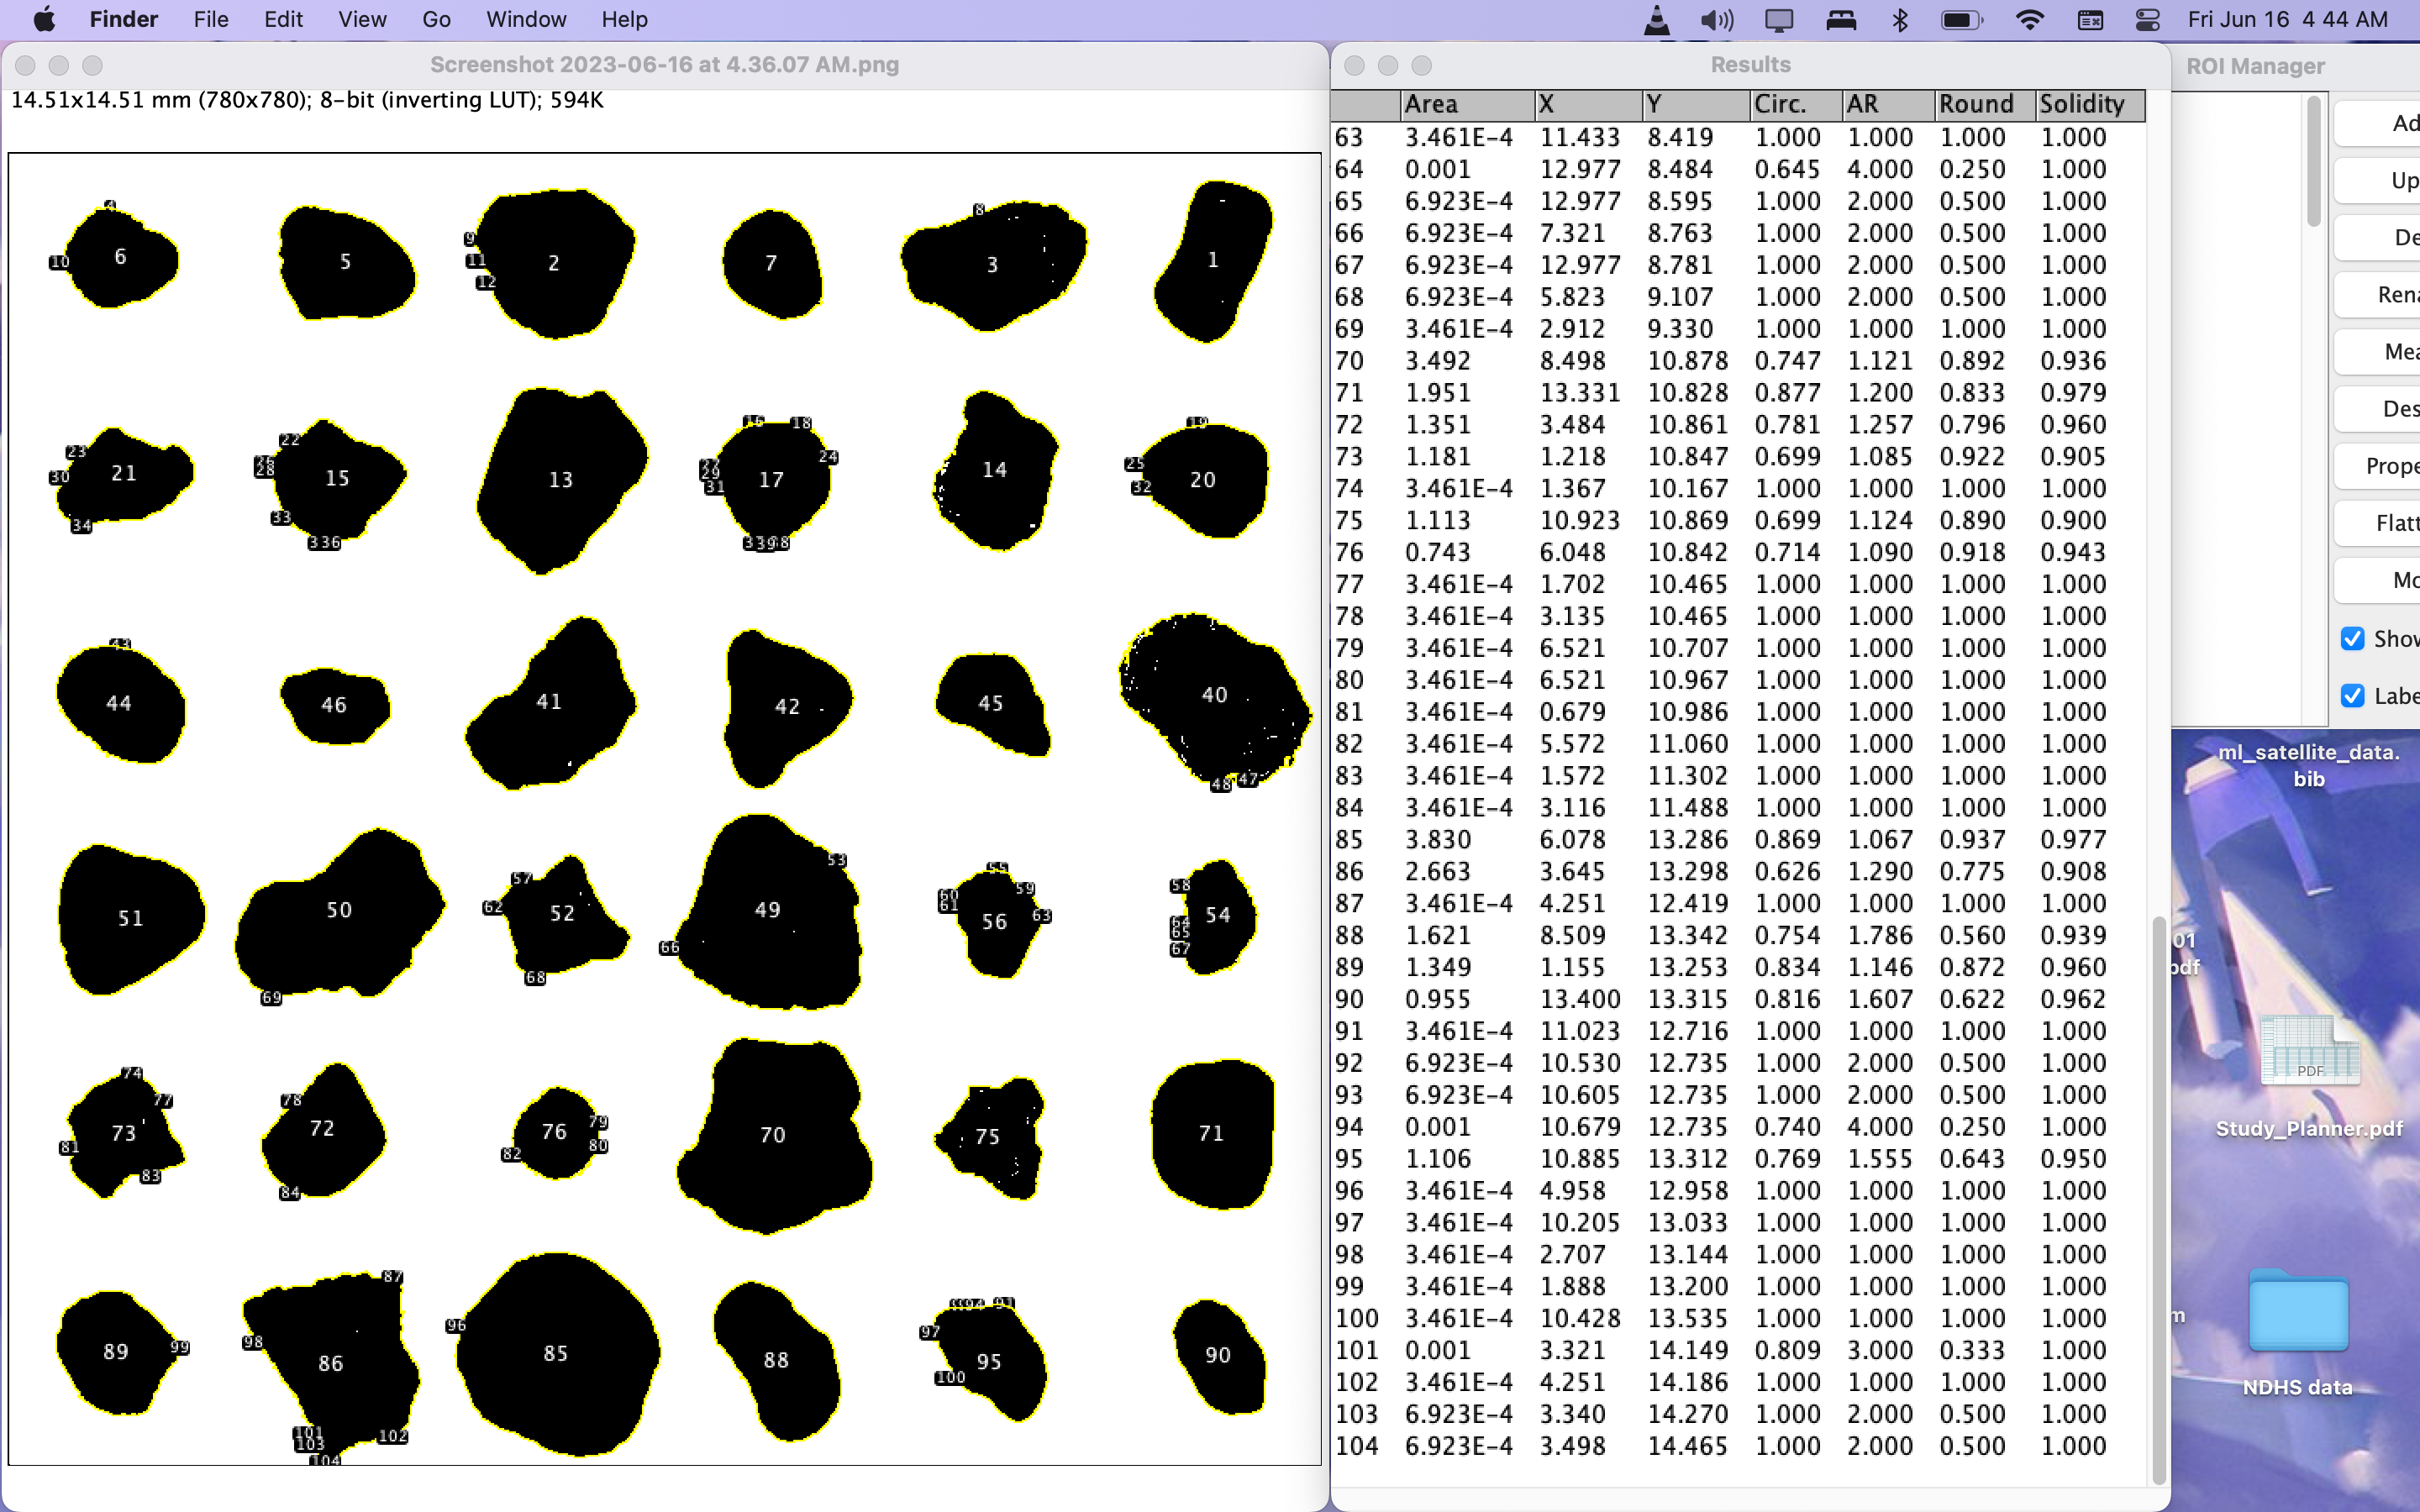 Finder File Edit View Go Window Help Fri Jun 16 4 44 AM
Screenshot 2023-06-16 at 4.36.07 AM.png
14.51x14.51 mm (780x780); 8-bit (inverting LUT); 594K
4
6 5 2 7 3 1
10 9 11 12 8
21 15 13 17 14 20
23 30 34 22 28 33 18 24 29 31 25 32 19
44 46 41 42 45 40
43 48 47
51 50 52 49 56 54
69 57 62 68 53 66 55 59 60 61 63 58 64 65 67
73 72 76 70 75 71
74 77 81 83 78 84 79 80 82
89 86 85 88 95 90
99 87 98 101 103 102 104 96 91 97 100
Results
Area X Y Circ. AR Round Solidity
63 3.461E-4 11.433 8.419 1.000 1.000 1.000 1.000
64 0.001 12.977 8.484 0.645 4.000 0.250 1.000
65 6.923E-4 12.977 8.595 1.000 2.000 0.500 1.000
66 6.923E-4 7.321 8.763 1.000 2.000 0.500 1.000
67 6.923E-4 12.977 8.781 1.000 2.000 0.500 1.000
68 6.923E-4 5.823 9.107 1.000 2.000 0.500 1.000
69 3.461E-4 2.912 9.330 1.000 1.000 1.000 1.000
70 3.492 8.498 10.878 0.747 1.121 0.892 0.936
71 1.951 13.331 10.828 0.877 1.200 0.833 0.979
72 1.351 3.484 10.861 0.781 1.257 0.796 0.960
73 1.181 1.218 10.847 0.699 1.085 0.922 0.905
74 3.461E-4 1.367 10.167 1.000 1.000 1.000 1.000
75 1.113 10.923 10.869 0.699 1.124 0.890 0.900
76 0.743 6.048 10.842 0.714 1.090 0.918 0.943
77 3.461E-4 1.702 10.465 1.000 1.000 1.000 1.000
78 3.461E-4 3.135 10.465 1.000 1.000 1.000 1.000
79 3.461E-4 6.521 10.707 1.000 1.000 1.000 1.000
80 3.461E-4 6.521 10.967 1.000 1.000 1.000 1.000
81 3.461E-4 0.679 10.986 1.000 1.000 1.000 1.000
82 3.461E-4 5.572 11.060 1.000 1.000 1.000 1.000
83 3.461E-4 1.572 11.302 1.000 1.000 1.000 1.000
84 3.461E-4 3.116 11.488 1.000 1.000 1.000 1.000
85 3.830 6.078 13.286 0.869 1.067 0.937 0.977
86 2.663 3.645 13.298 0.626 1.290 0.775 0.908
87 3.461E-4 4.251 12.419 1.000 1.000 1.000 1.000
88 1.621 8.509 13.342 0.754 1.786 0.560 0.939
89 1.349 1.155 13.253 0.834 1.146 0.872 0.960
90 0.955 13.400 13.315 0.816 1.607 0.622 0.962
91 3.461E-4 11.023 12.716 1.000 1.000 1.000 1.000
92 6.923E-4 10.530 12.735 1.000 2.000 0.500 1.000
93 6.923E-4 10.605 12.735 1.000 2.000 0.500 1.000
94 0.001 10.679 12.735 0.740 4.000 0.250 1.000
95 1.106 10.885 13.312 0.769 1.555 0.643 0.950
96 3.461E-4 4.958 12.958 1.000 1.000 1.000 1.000
97 3.461E-4 10.205 13.033 1.000 1.000 1.000 1.000
98 3.461E-4 2.707 13.144 1.000 1.000 1.000 1.000
99 3.461E-4 1.888 13.200 1.000 1.000 1.000 1.000
100 3.461E-4 10.428 13.535 1.000 1.000 1.000 1.000
101 0.001 3.321 14.149 0.809 3.000 0.333 1.000
102 3.461E-4 4.251 14.186 1.000 1.000 1.000 1.000
103 6.923E-4 3.340 14.270 1.000 2.000 0.500 1.000
104 6.923E-4 3.498 14.465 1.000 2.000 0.500 1.000
ROI Manager
Ad
Up
De
Rena
Mea
Des
Prope
Flatt
Mo
Show
Labe
ml_satellite_data.
bib
01
pdf
PDF
Study_Planner.pdf
m
NDHS data